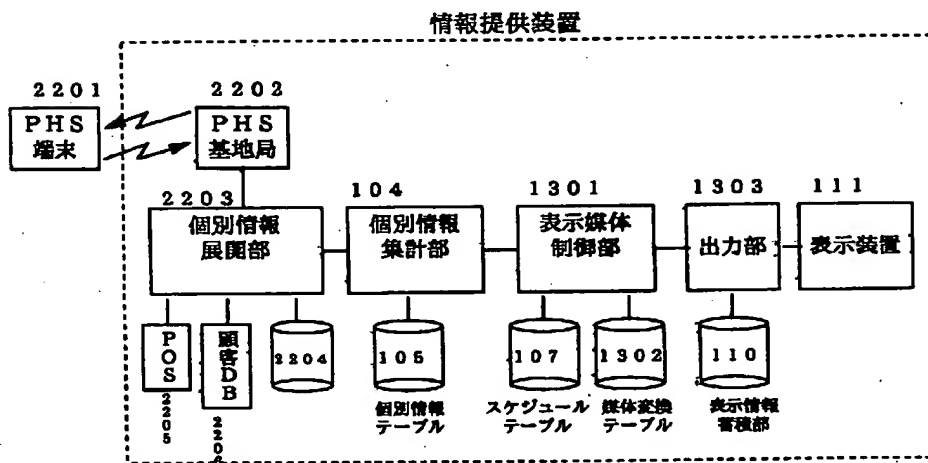 情報提供装置
2201
PHS
端末
2202
PHS
基地局
2203
個別情報
展開部
104
個別情報
集計部
1301
表示媒体
制御部
1303
出力部
111
表示装置
POS
2205
顧客DB
2204
105
個別情報
テーブル
107
スケジュール
テーブル
1302
媒体変換
テーブル
110
表示情報
蓄積部